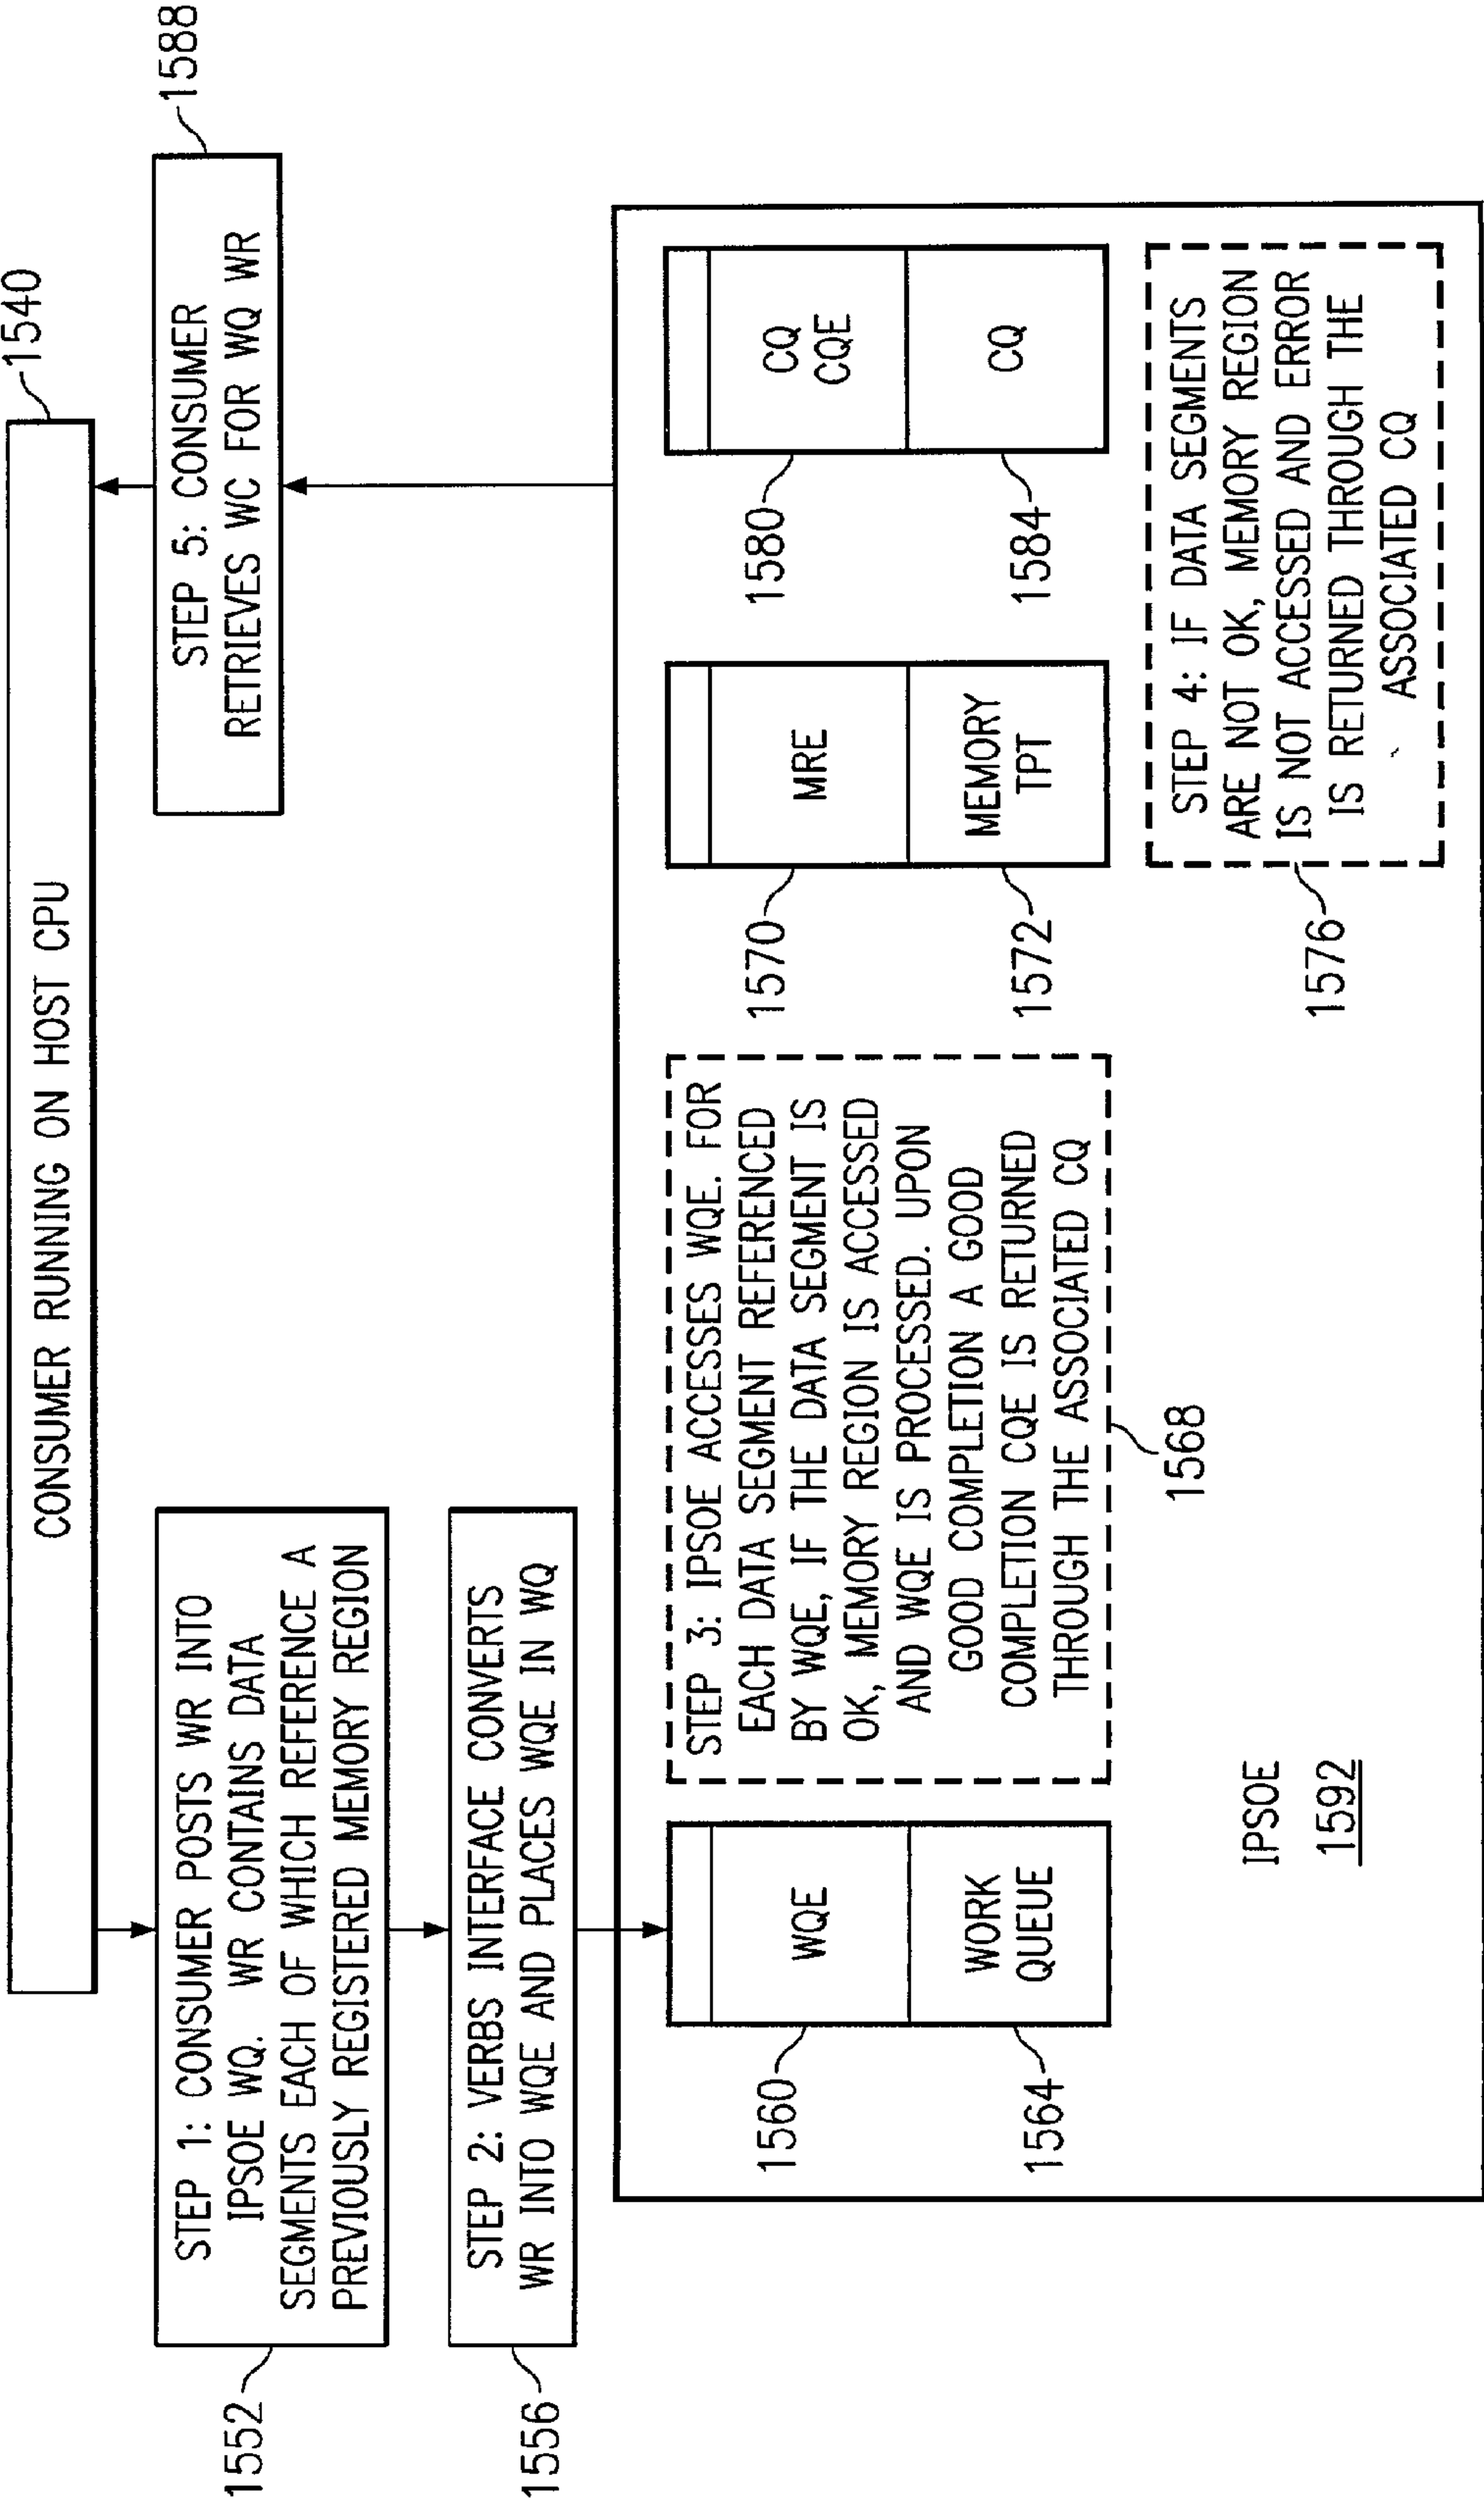 1540
CONSUMER RUNNING ON HOST CPU
1552
STEP 1: CONSUMER POSTS WR INTO
IPSOE WQ. WR CONTAINS DATA
SEGMENTS EACH OF WHICH REFERENCE A
PREVIOUSLY REGISTERED MEMORY REGION
STEP 5: CONSUMER
RETRIEVES WC FOR WQ WR
1588
1556
STEP 2: VERBS INTERFACE CONVERTS
WR INTO WQE AND PLACES WQE IN WQ
1560
WQE
1564
WORK
QUEUE
STEP 3: IPSOE ACCESSES WQE. FOR
EACH DATA SEGMENT REFERENCED
BY WQE, IF THE DATA SEGMENT IS
OK, MEMORY REGION IS ACCESSED
AND WQE IS PROCESSED. UPON
GOOD COMPLETION A GOOD
COMPLETION CQE IS RETURNED
THROUGH THE ASSOCIATED CQ
1568
1570
MRE
1572
MEMORY
TPT
1580
CQ
CQE
1584
CQ
1576
STEP 4: IF DATA SEGMENTS
ARE NOT OK, MEMORY REGION
IS NOT ACCESSED AND ERROR
IS RETURNED THROUGH THE
ASSOCIATED CQ
IPSOE
1592